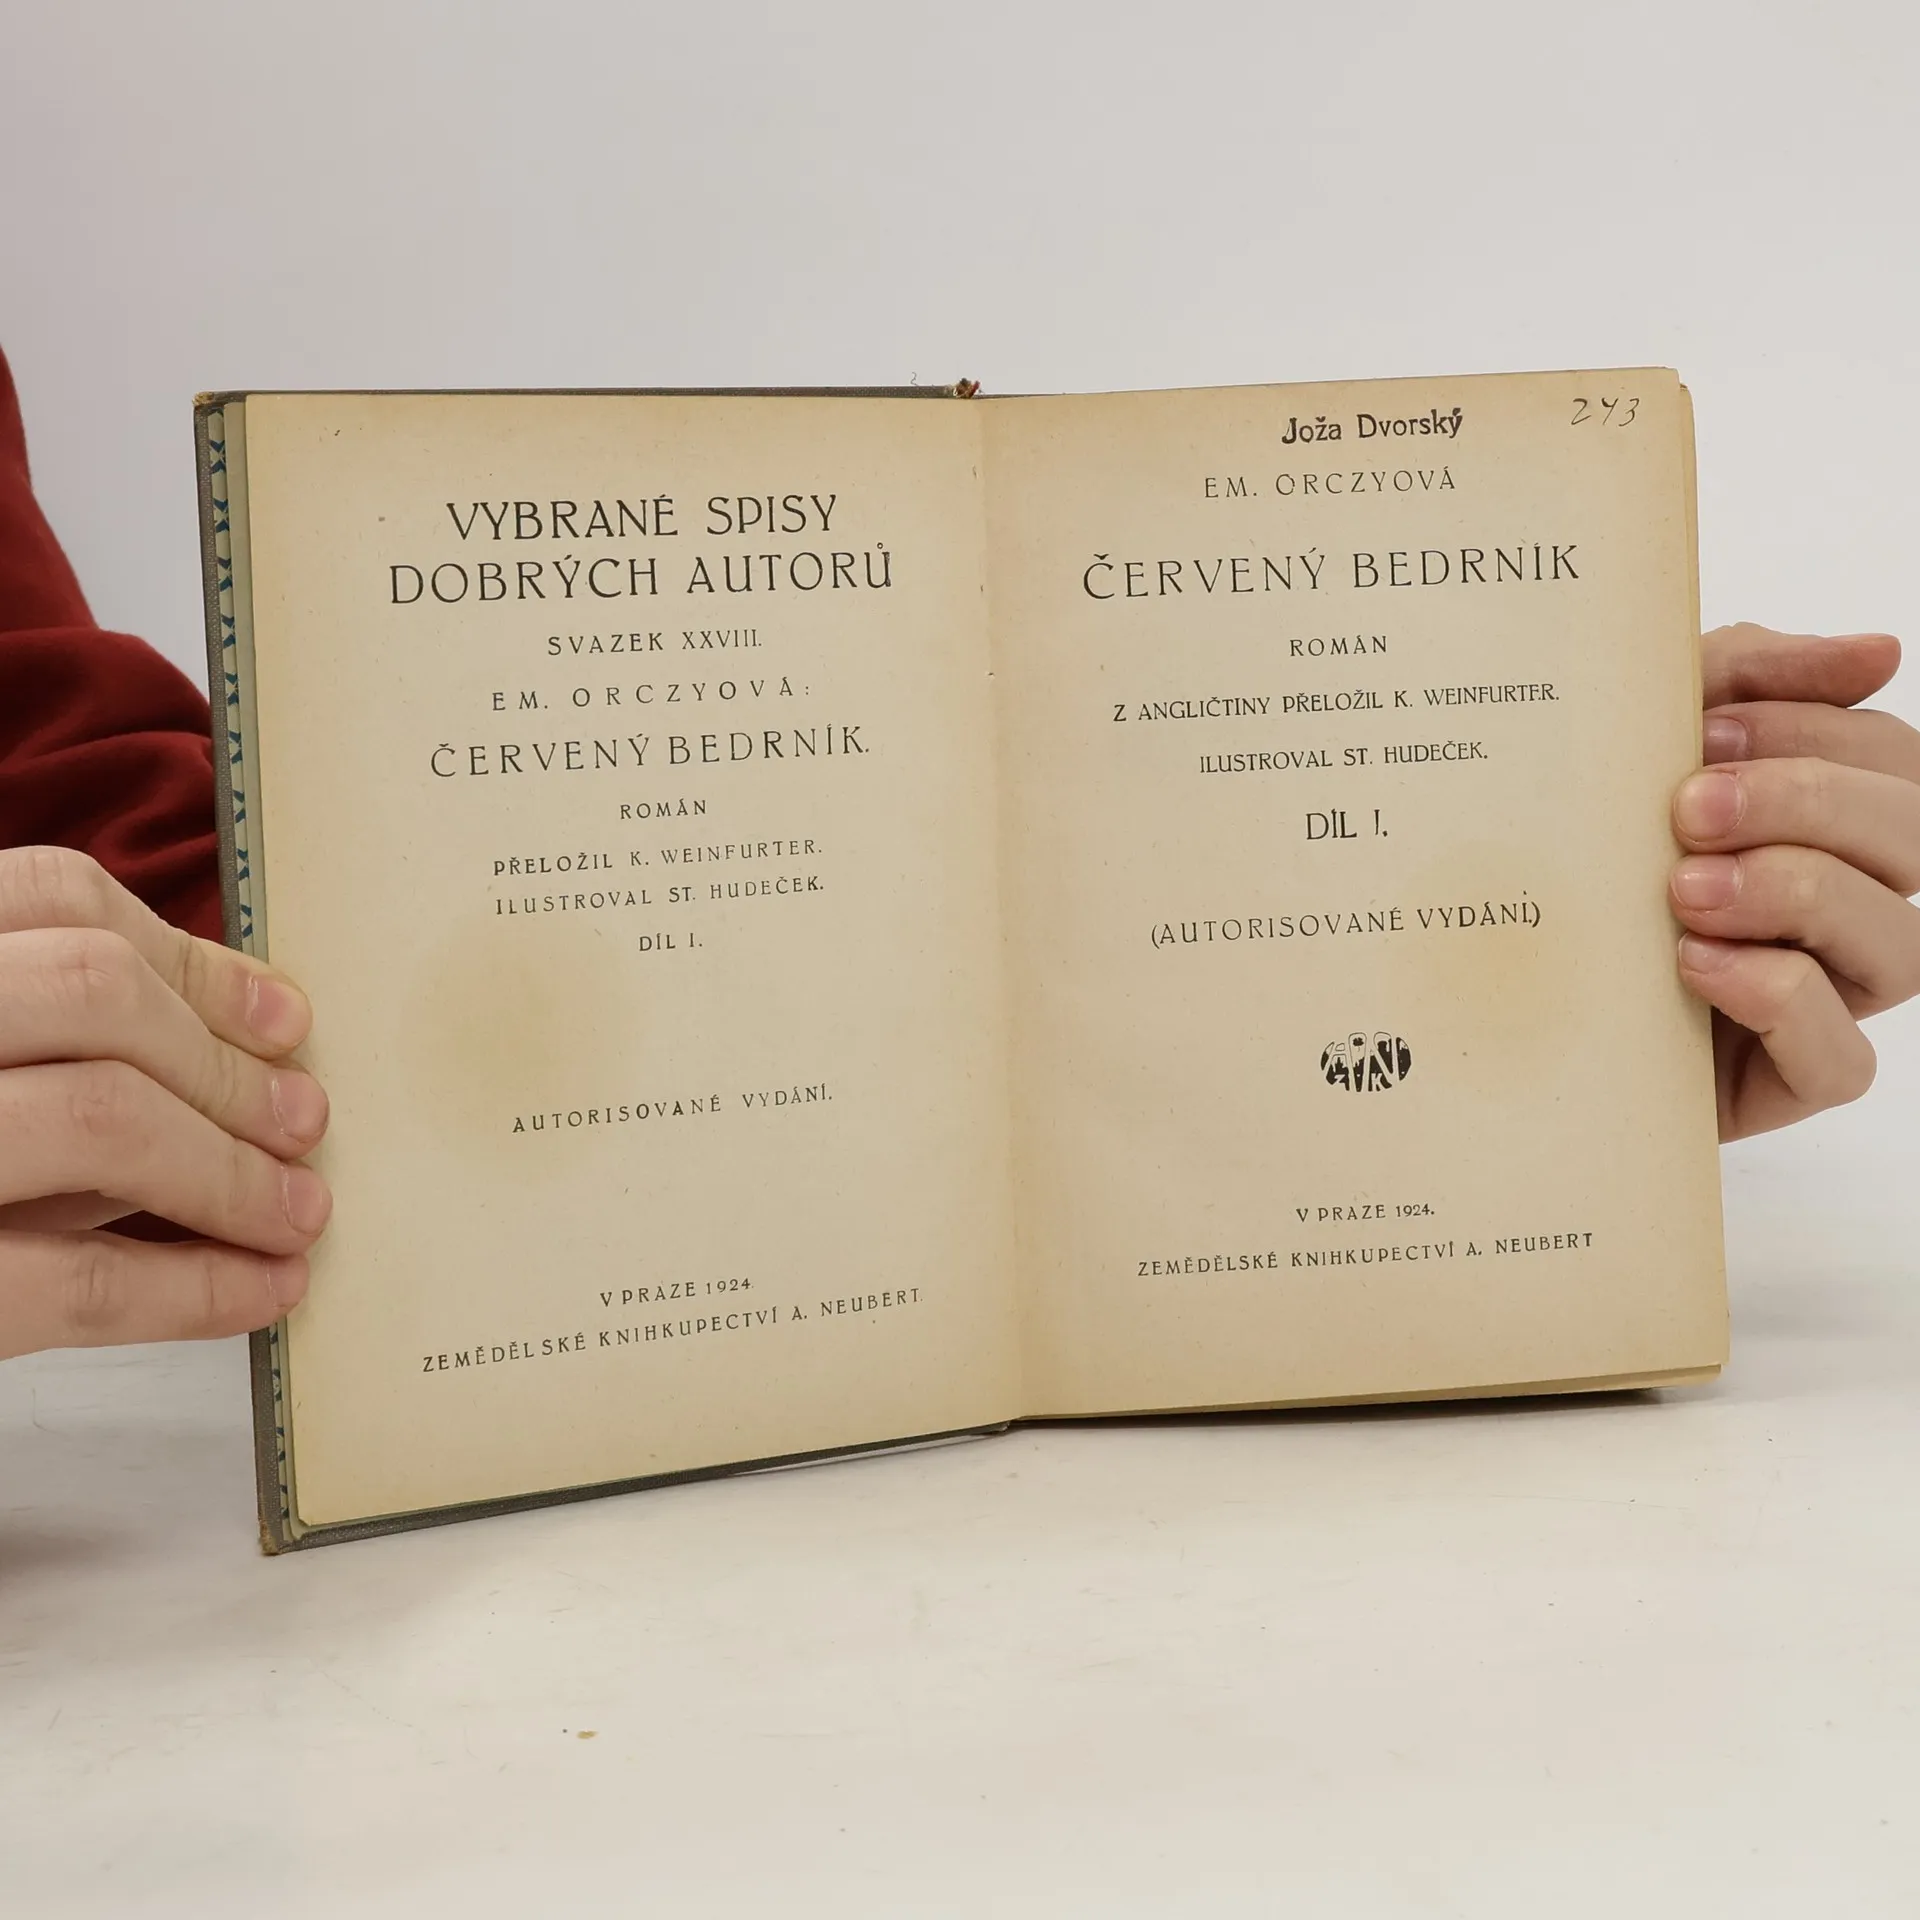 VYBRANÉ SPISY
DOBRÝCH AUTORŮ
SVAZEK XXVIII.
EM. ORCZYOVÁ:
ČERVENÝ BEDRNÍK.
ROMÁN
PŘELOŽIL K. WEINFURTER.
ILUSTROVAL ST. HUDEČEK.
DÍL I.
AUTORISOVANÉ VYDÁNÍ.
V PRAZE 1924.
ZEMĚDĚLSKÉ KNIHKUPECTVÍ A. NEUBERT.
Joža Dvorský
243
EM. ORCZYOVÁ
ČERVENÝ BEDRNÍK
ROMÁN
Z ANGLIČTINY PŘELOŽIL K. WEINFURTER.
ILUSTROVAL ST. HUDEČEK.
DÍL I.
(AUTORISOVANÉ VYDÁNÍ.)
V PRAZE 1924.
ZEMĚDĚLSKÉ KNIHKUPECTVÍ A. NEUBERT